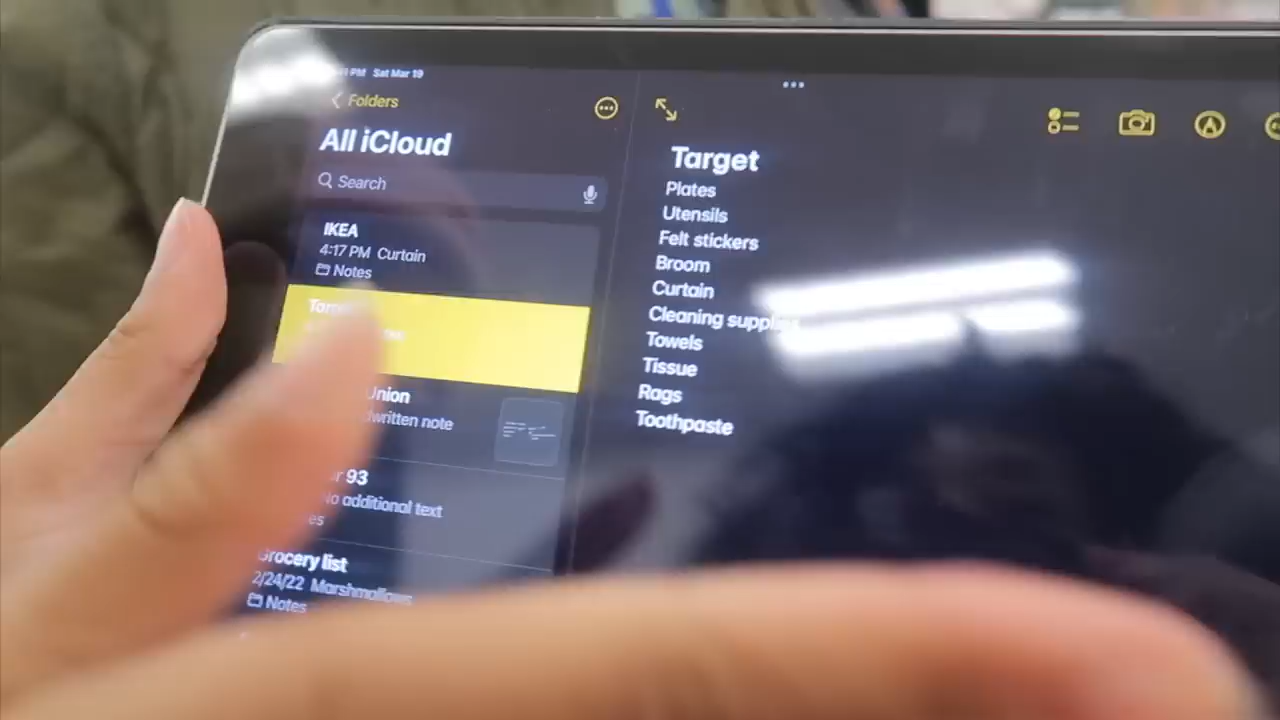 PM Sat Mar 19
Folders
All iCloud
Search
IKEA
4:17 PM Curtain
Notes
Union
written note
93
No additional text
Grocery list
2/24/22 Marshmallows
Notes
Target
Plates
Utensils
Felt stickers
Broom
Curtain
Cleaning supplies
Towels
Tissue
Rags
Toothpaste